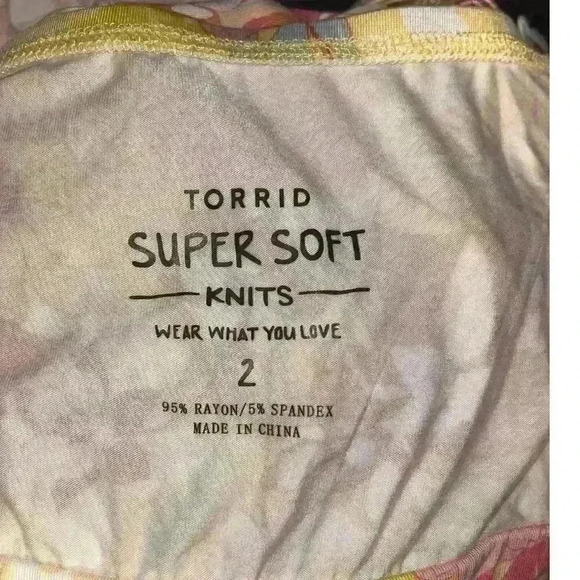 TORRID
SUPER SOFT
KNITS
WEAR WHAT YOU LOVE
2
95% RAYON/5% SPANDEX
MADE IN CHINA